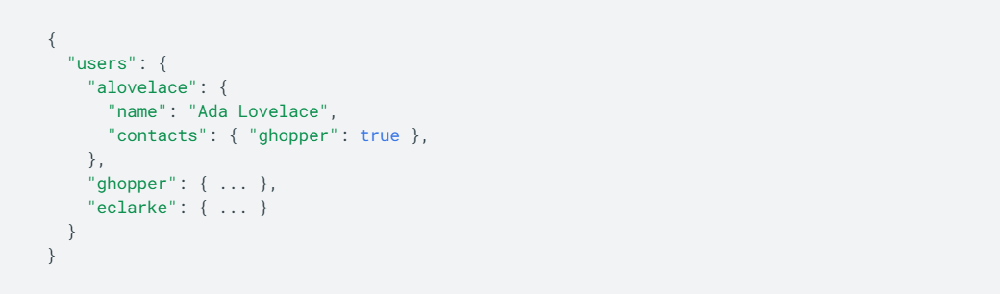 {
  "users": {
    "alovelace": {
      "name": "Ada Lovelace",
      "contacts": { "ghopper": true },
    },
    "ghopper": { ... },
    "eclarke": { ... }
  }
}